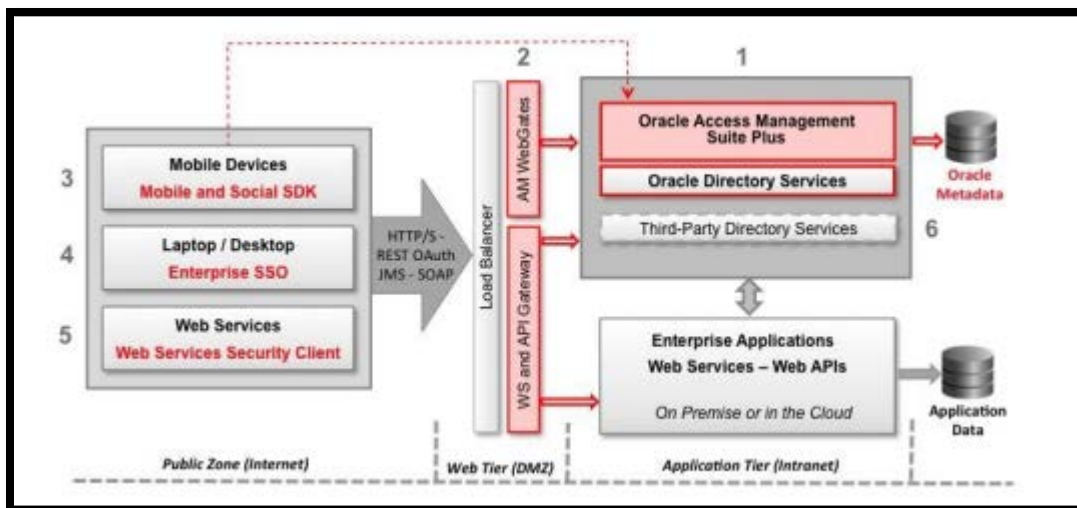 2
1
3
Mobile Devices
Mobile and Social SDK
4
Laptop / Desktop
Enterprise SSO
5
Web Services
Web Services Security Client
HTTP/S -
REST OAuth
JMS - SOAP
Load Balancer
AM WebGates
WS and API Gateway
Oracle Access Management
Suite Plus
Oracle Directory Services
Third-Party Directory Services
Oracle
Metadata
6
Enterprise Applications
Web Services – Web APIs
On Premise or in the Cloud
Application
Data
Public Zone (Internet)
Web Tier (DMZ)
Application Tier (Intranet)